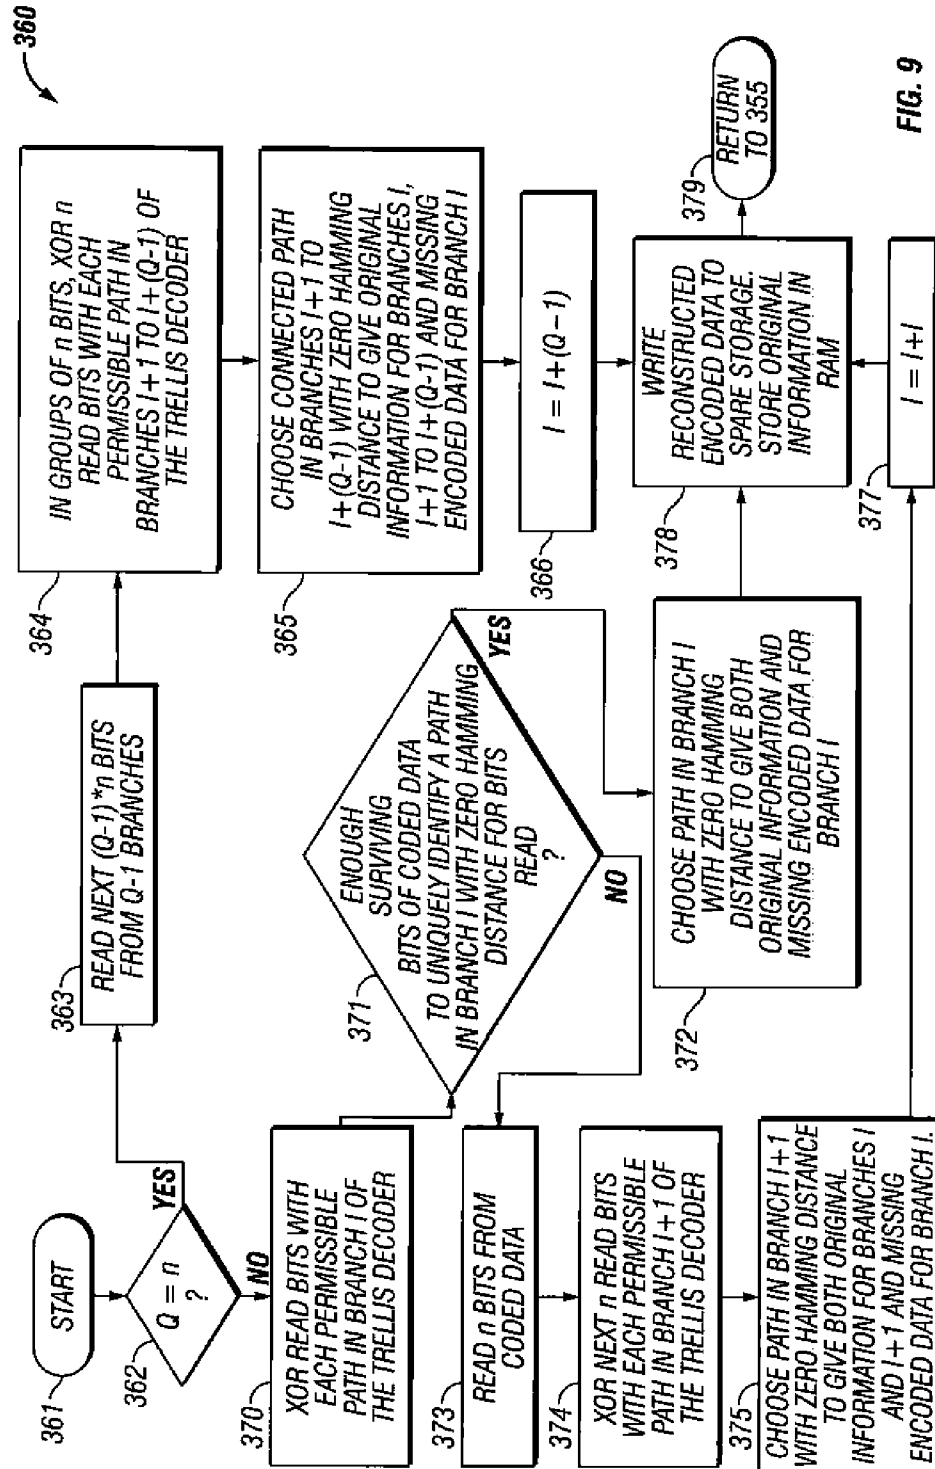 360
361
START
362
Q = n
?
YES
NO
363
READ NEXT (Q-1)*n BITS
FROM Q-1 BRANCHES
364
IN GROUPS OF n BITS, XOR n
READ BITS WITH EACH
PERMISSIBLE PATH IN
BRANCHES I+1 TO I+(Q-1) OF
THE TRELLIS DECODER
365
CHOOSE CONNECTED PATH
IN BRANCHES I+1 TO
I+(Q-1) WITH ZERO HAMMING
DISTANCE TO GIVE ORIGINAL
INFORMATION FOR BRANCHES I,
I+1 TO I+(Q-1) AND MISSING
ENCODED DATA FOR BRANCH I
366
I = I+(Q-1)
370
XOR READ BITS WITH
EACH PERMISSIBLE
PATH IN BRANCH I OF
THE TRELLIS DECODER
371
ENOUGH
SURVIVING
BITS OF CODED DATA
TO UNIQUELY IDENTIFY A PATH
IN BRANCH I WITH ZERO HAMMING
DISTANCE FOR BITS
READ
?
YES
NO
372
CHOOSE PATH IN BRANCH I
WITH ZERO HAMMING
DISTANCE TO GIVE BOTH
ORIGINAL INFORMATION AND
MISSING ENCODED DATA FOR
BRANCH I
373
READ n BITS FROM
CODED DATA
374
XOR NEXT n READ BITS
WITH EACH PERMISSIBLE
PATH IN BRANCH I+1 OF
THE TRELLIS DECODER
375
CHOOSE PATH IN BRANCH I+1
WITH ZERO HAMMING DISTANCE
TO GIVE BOTH ORIGINAL
INFORMATION FOR BRANCHES I
AND I+1 AND MISSING
ENCODED DATA FOR BRANCH I.
377
I = I+I
378
WRITE
RECONSTRUCTED
ENCODED DATA TO
SPARE STORAGE.
STORE ORIGINAL
INFORMATION IN
RAM
379
RETURN
TO 355
FIG. 9